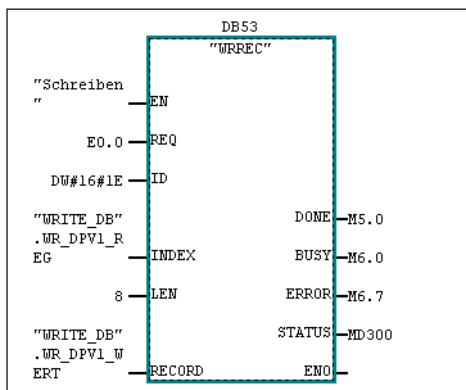 DB53
"WRREC"
"Schreiben
"
EN
E0.0
REQ
DW#16#1E
ID
"WRITE_DB"
.WR_DPV1_R
EG
INDEX
DONE
M5.0
BUSY
M6.0
8
LEN
ERROR
M6.7
STATUS
MD300
"WRITE_DB"
.WR_DPV1_W
ERT
RECORD
ENO